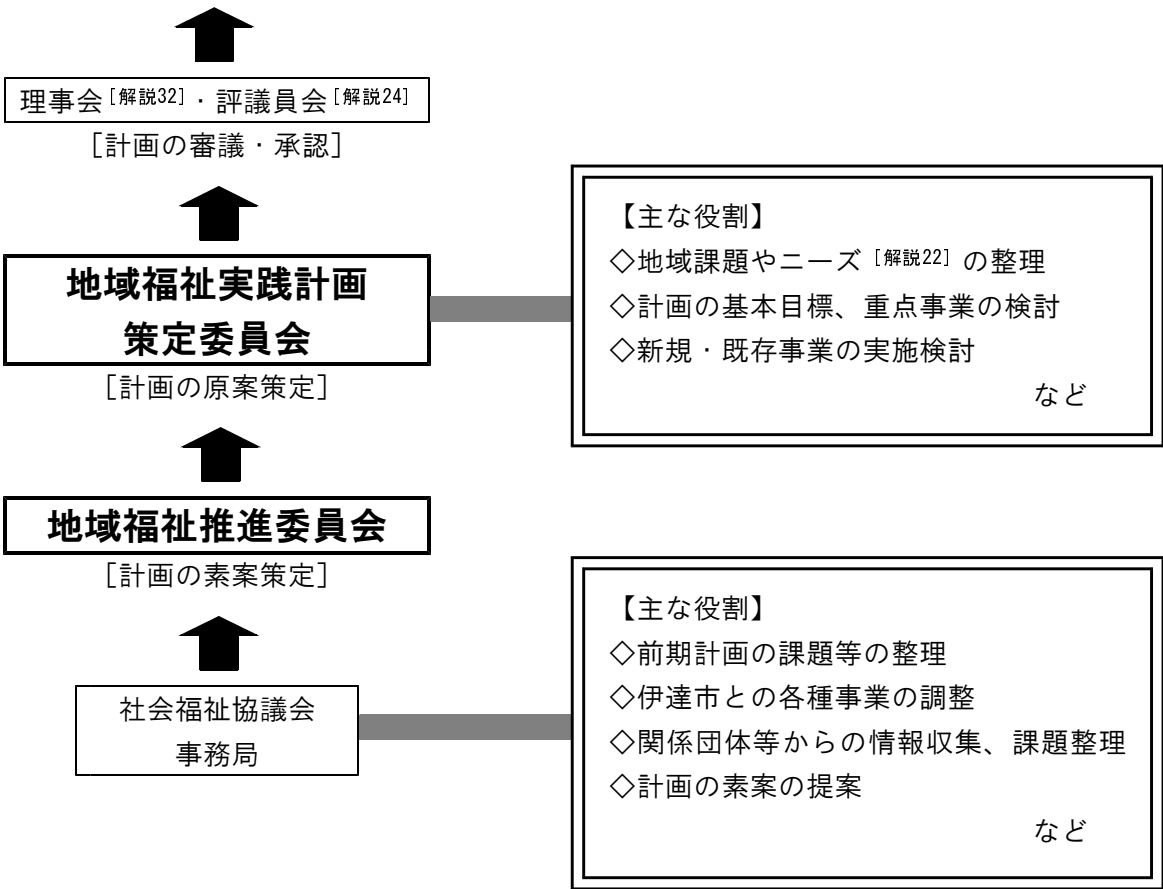 理事会[解説32]・評議員会[解説24]
［計画の審議・承認］
地域福祉実践計画
策定委員会
［計画の原案策定］
【主な役割】
◇地域課題やニーズ[解説22]の整理
◇計画の基本目標、重点事業の検討
◇新規・既存事業の実施検討
など
地域福祉推進委員会
［計画の素案策定］
社会福祉協議会
事務局
【主な役割】
◇前期計画の課題等の整理
◇伊達市との各種事業の調整
◇関係団体等からの情報収集、課題整理
◇計画の素案の提案
など